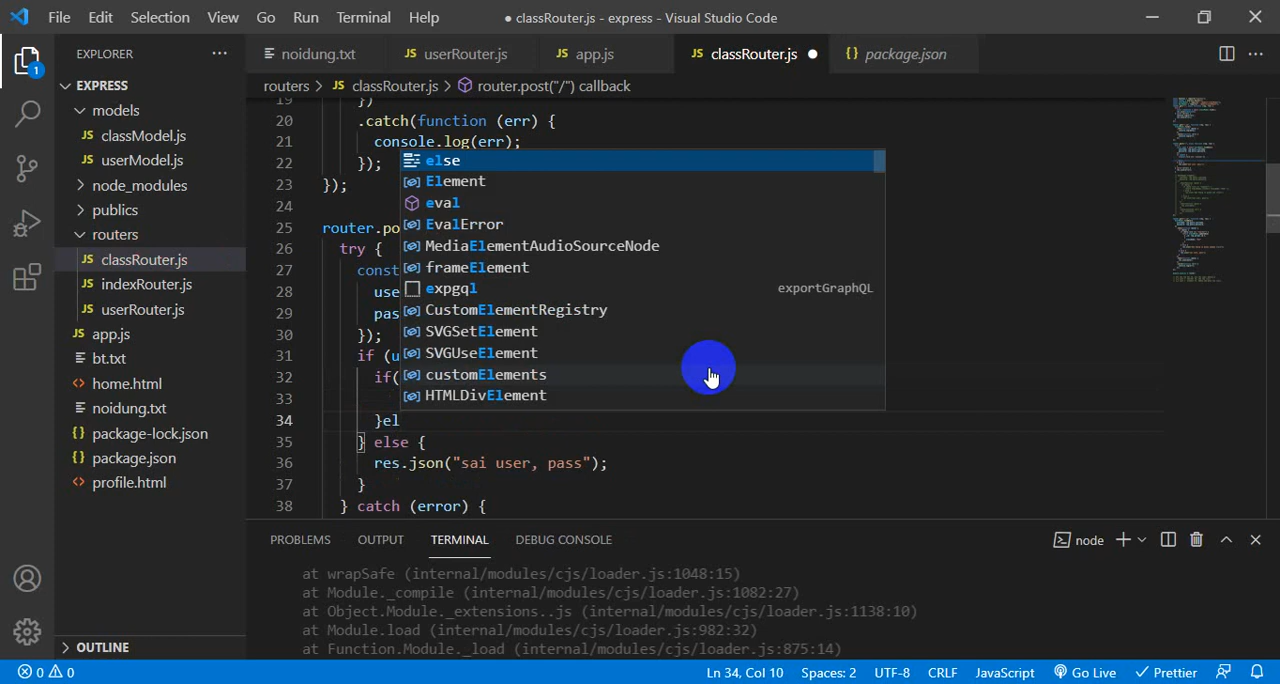 File Edit Selection View Go Run Terminal Help
● classRouter.js - express - Visual Studio Code
EXPLORER ...
noidung.txt
JS userRouter.js
JS app.js
JS classRouter.js ●
{} package.json
1
EXPRESS
models
JS classModel.js
JS userModel.js
node_modules
publics
routers
JS classRouter.js
JS indexRouter.js
JS userRouter.js
JS app.js
bt.txt
<> home.html
noidung.txt
{} package-lock.json
{} package.json
<> profile.html
OUTLINE
routers > JS classRouter.js > router.post("/") callback
19 })
20 .catch(function (err) {
21 console.log(err);
22 });
23 });
24
25 router.po
26 try {
27 const
28 use
29 pas
30 });
31 if (u
32 if(
33
34 }el
35 } else {
36 res.json("sai user, pass");
37 }
38 } catch (error) {
else
Element
eval
EvalError
MediaElementAudioSourceNode
frameElement
expgql exportGraphQL
CustomElementRegistry
SVGSetElement
SVGUseElement
customElements
HTMLDivElement
PROBLEMS OUTPUT TERMINAL DEBUG CONSOLE
node
at wrapSafe (internal/modules/cjs/loader.js:1048:15)
at Module._compile (internal/modules/cjs/loader.js:1082:27)
at Object.Module._extensions..js (internal/modules/cjs/loader.js:1138:10)
at Module.load (internal/modules/cjs/loader.js:982:32)
at Function.Module._load (internal/modules/cjs/loader.js:875:14)
0 0
Ln 34, Col 10 Spaces: 2 UTF-8 CRLF JavaScript Go Live Prettier